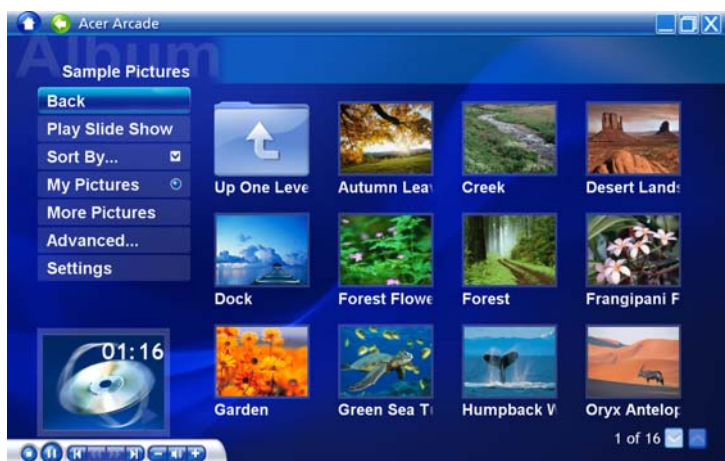 Acer Arcade
Album
Sample Pictures
Back
Play Slide Show
Sort By...
My Pictures
More Pictures
Advanced...
Settings
Up One Leve
Autumn Lea
Creek
Desert Lands
Dock
Forest Flowe
Forest
Frangipani F
Garden
Green Sea T
Humpback W
Oryx Antelop
01:16
1 of 16